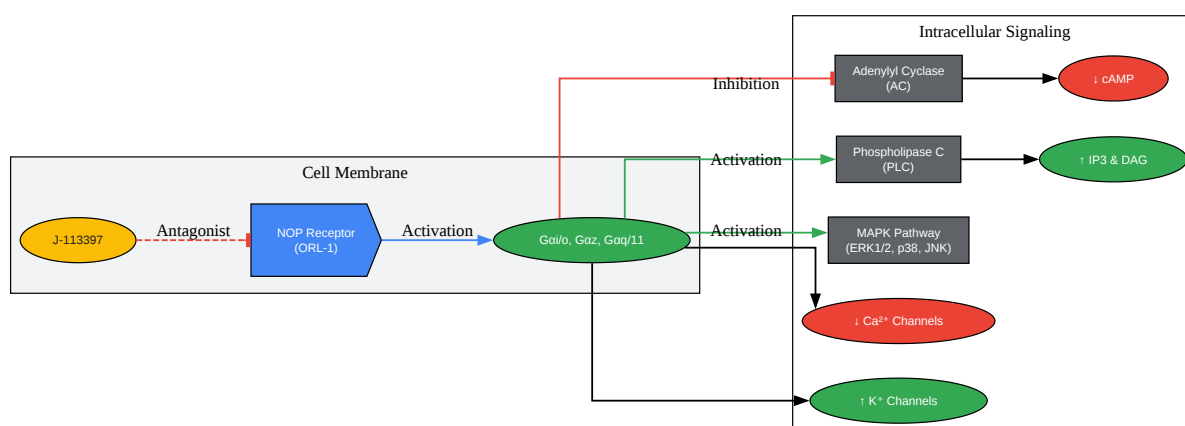 Intracellular Signaling
Adenylyl Cyclase
(AC)
↓ cAMP
Inhibition
Phospholipase C
(PLC)
↑ IP3 & DAG
Activation
Cell Membrane
J-113397
Antagonist
NOP Receptor
(ORL-1)
Activation
Gαi/o, Gαz, Gαq/11
Activation
MAPK Pathway
(ERK1/2, p38, JNK)
↓ Ca²⁺ Channels
↑ K⁺ Channels